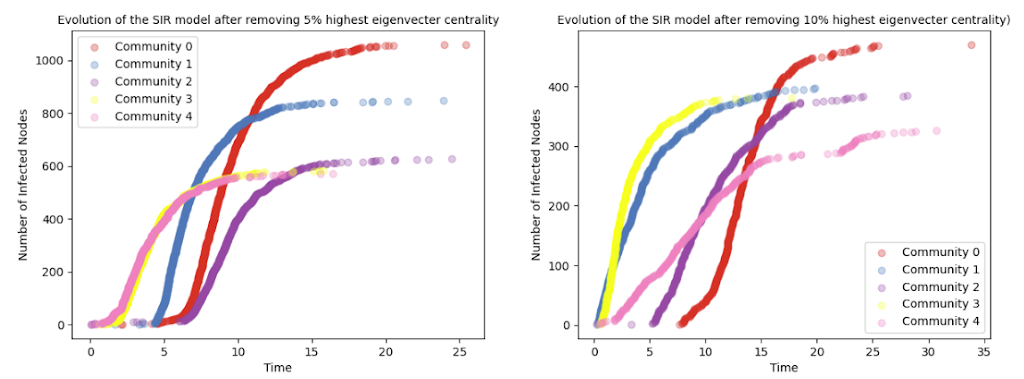 Evolution of the SIR model after removing 5% highest eigenvecter centrality
Number of Infected Nodes
1000
800
600
400
200
0
Community 0
Community 1
Community 2
Community 3
Community 4
0 5 10 15 20 25
Time
Evolution of the SIR model after removing 10% highest eigenvecter centrality)
Number of Infected Nodes
400
300
200
100
0
Community 0
Community 1
Community 2
Community 3
Community 4
0 5 10 15 20 25 30 35
Time